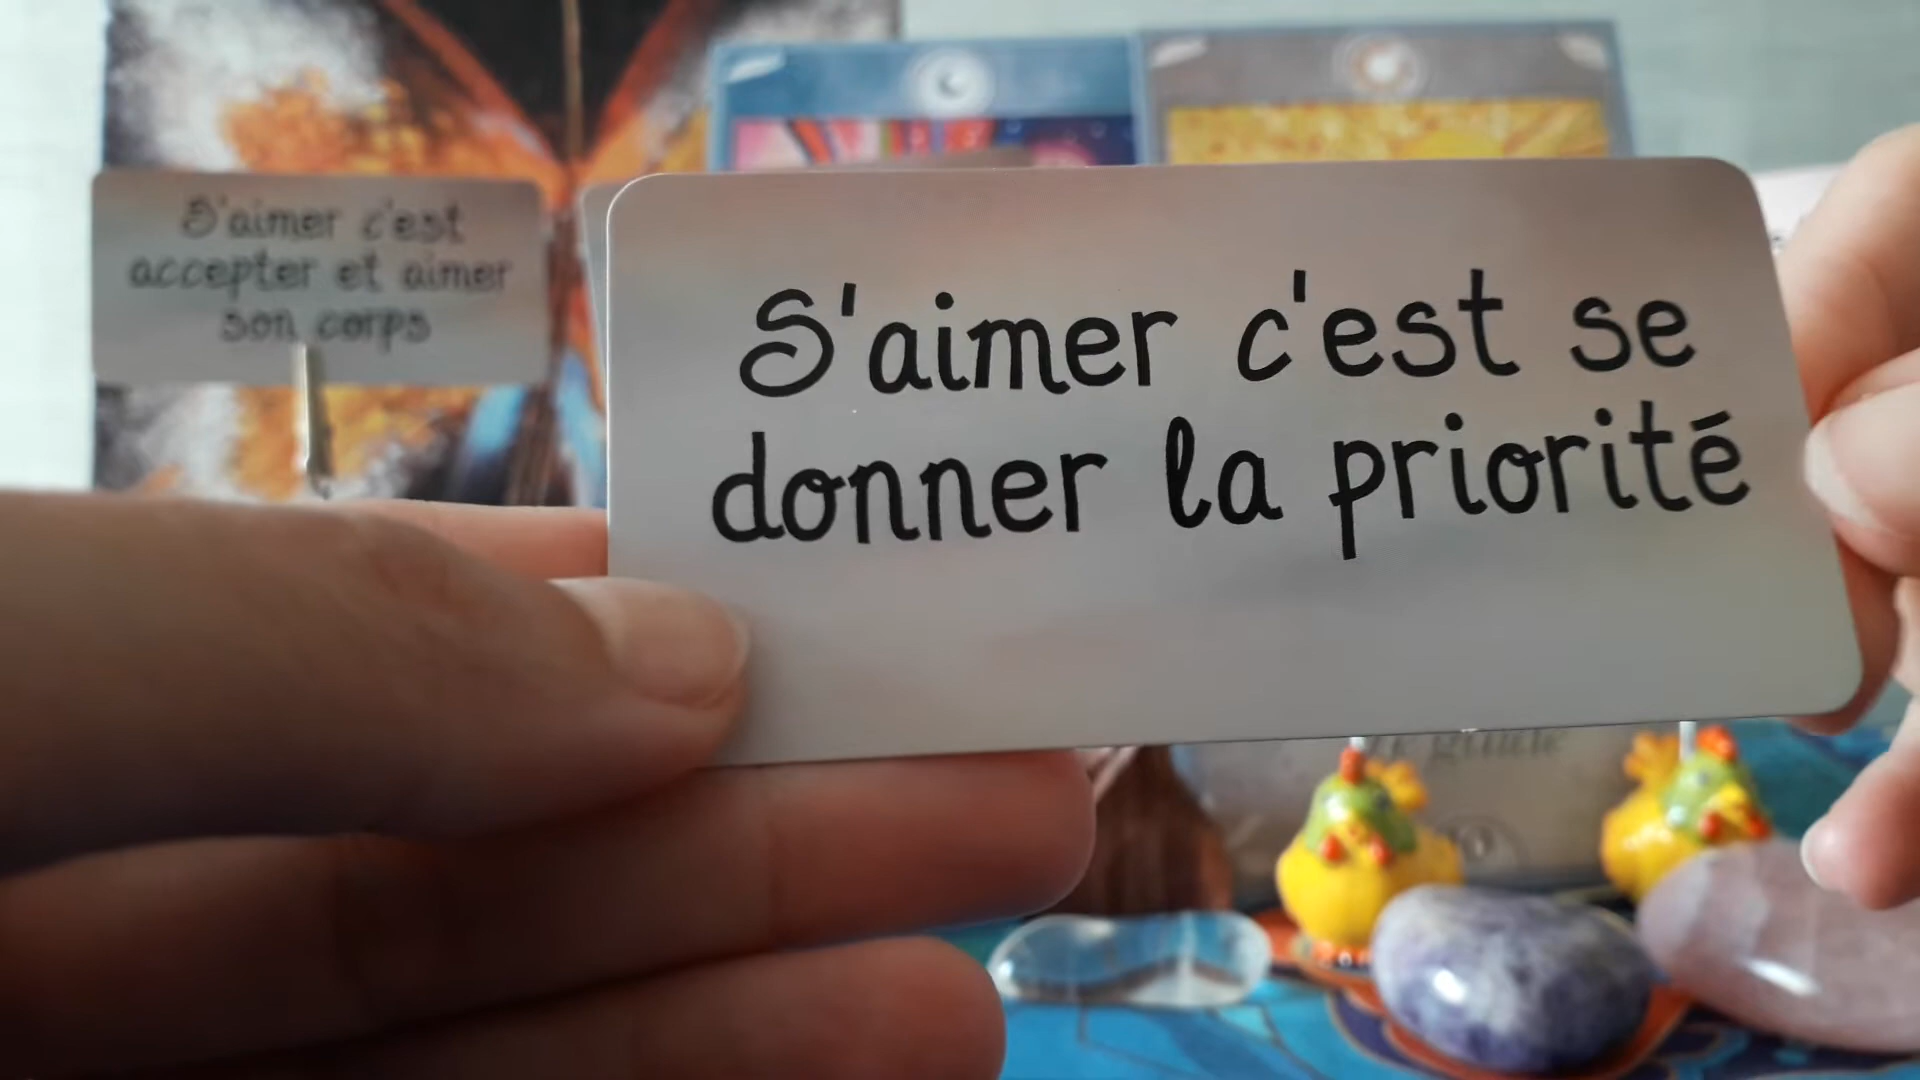 S'aimer c'est
accepter et aimer
son corps
S'aimer c'est se
donner la priorité